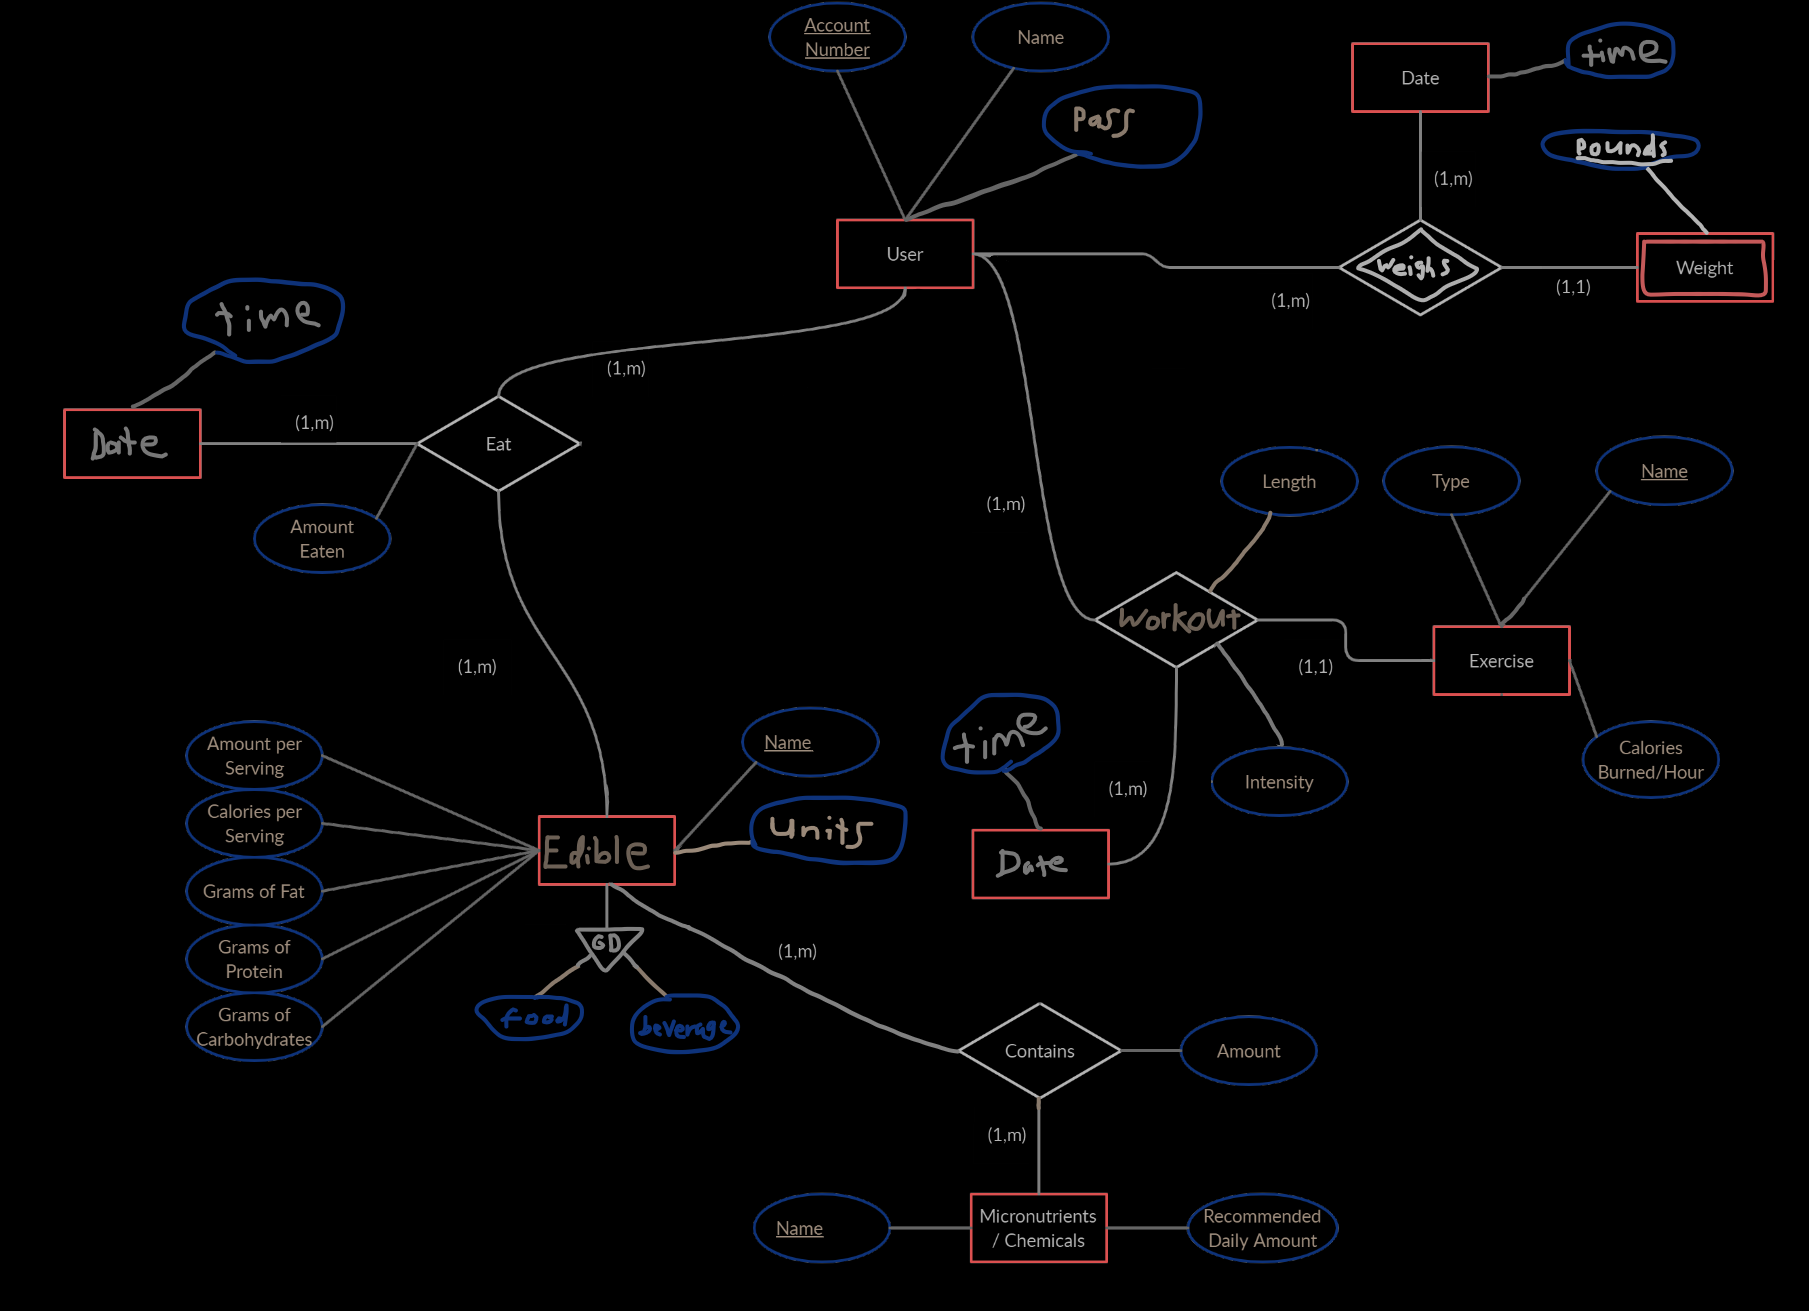 Account
Number
Name
Pass
Date
time
Pounds
User
(1,m)
Weighs
Weight
(1,m)
(1,1)
time
(1,m)
Date
(1,m)
Eat
Amount
Eaten
(1,m)
Length
Type
Name
Workout
(1,m)
(1,1)
Exercise
Amount per
Serving
Name
time
Calories
Burned/Hour
Intensity
(1,m)
Calories per
Serving
Units
Edible
Date
Grams of Fat
GD
(1,m)
Grams of
Protein
food
beverage
Grams of
Carbohydrates
Contains
Amount
(1,m)
Name
Micronutrients
/ Chemicals
Recommended
Daily Amount